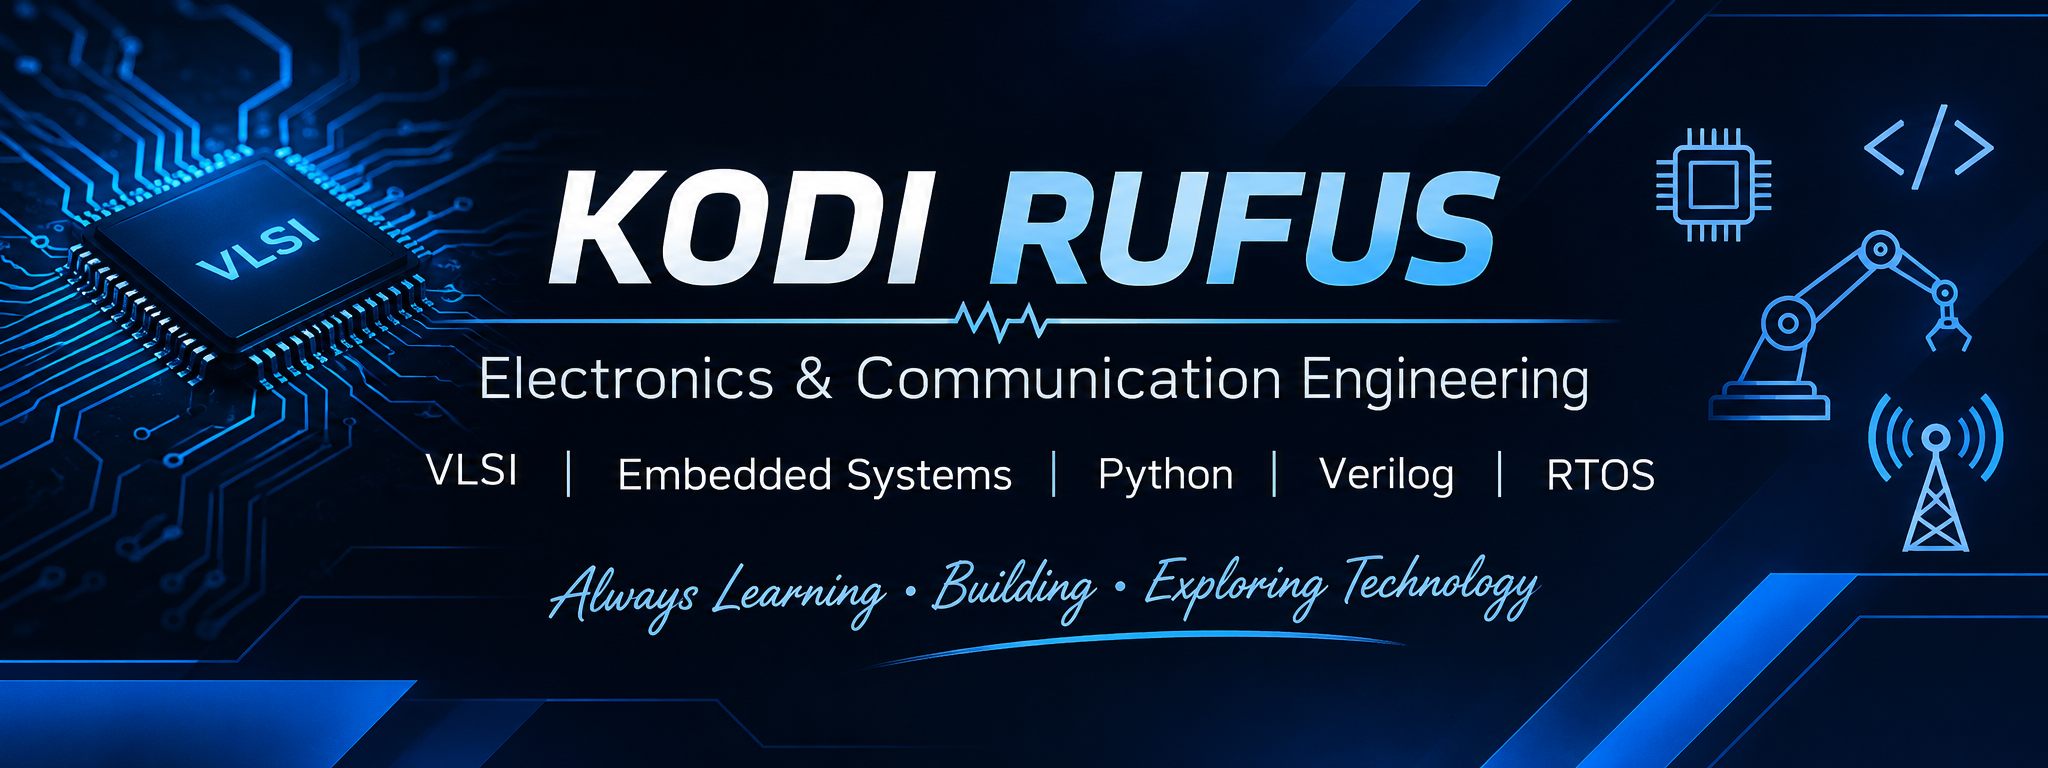 VLSI
KODI RUFUS
Electronics & Communication Engineering
VLSI | Embedded Systems | Python | Verilog | RTOS
Always Learning • Building • Exploring Technology